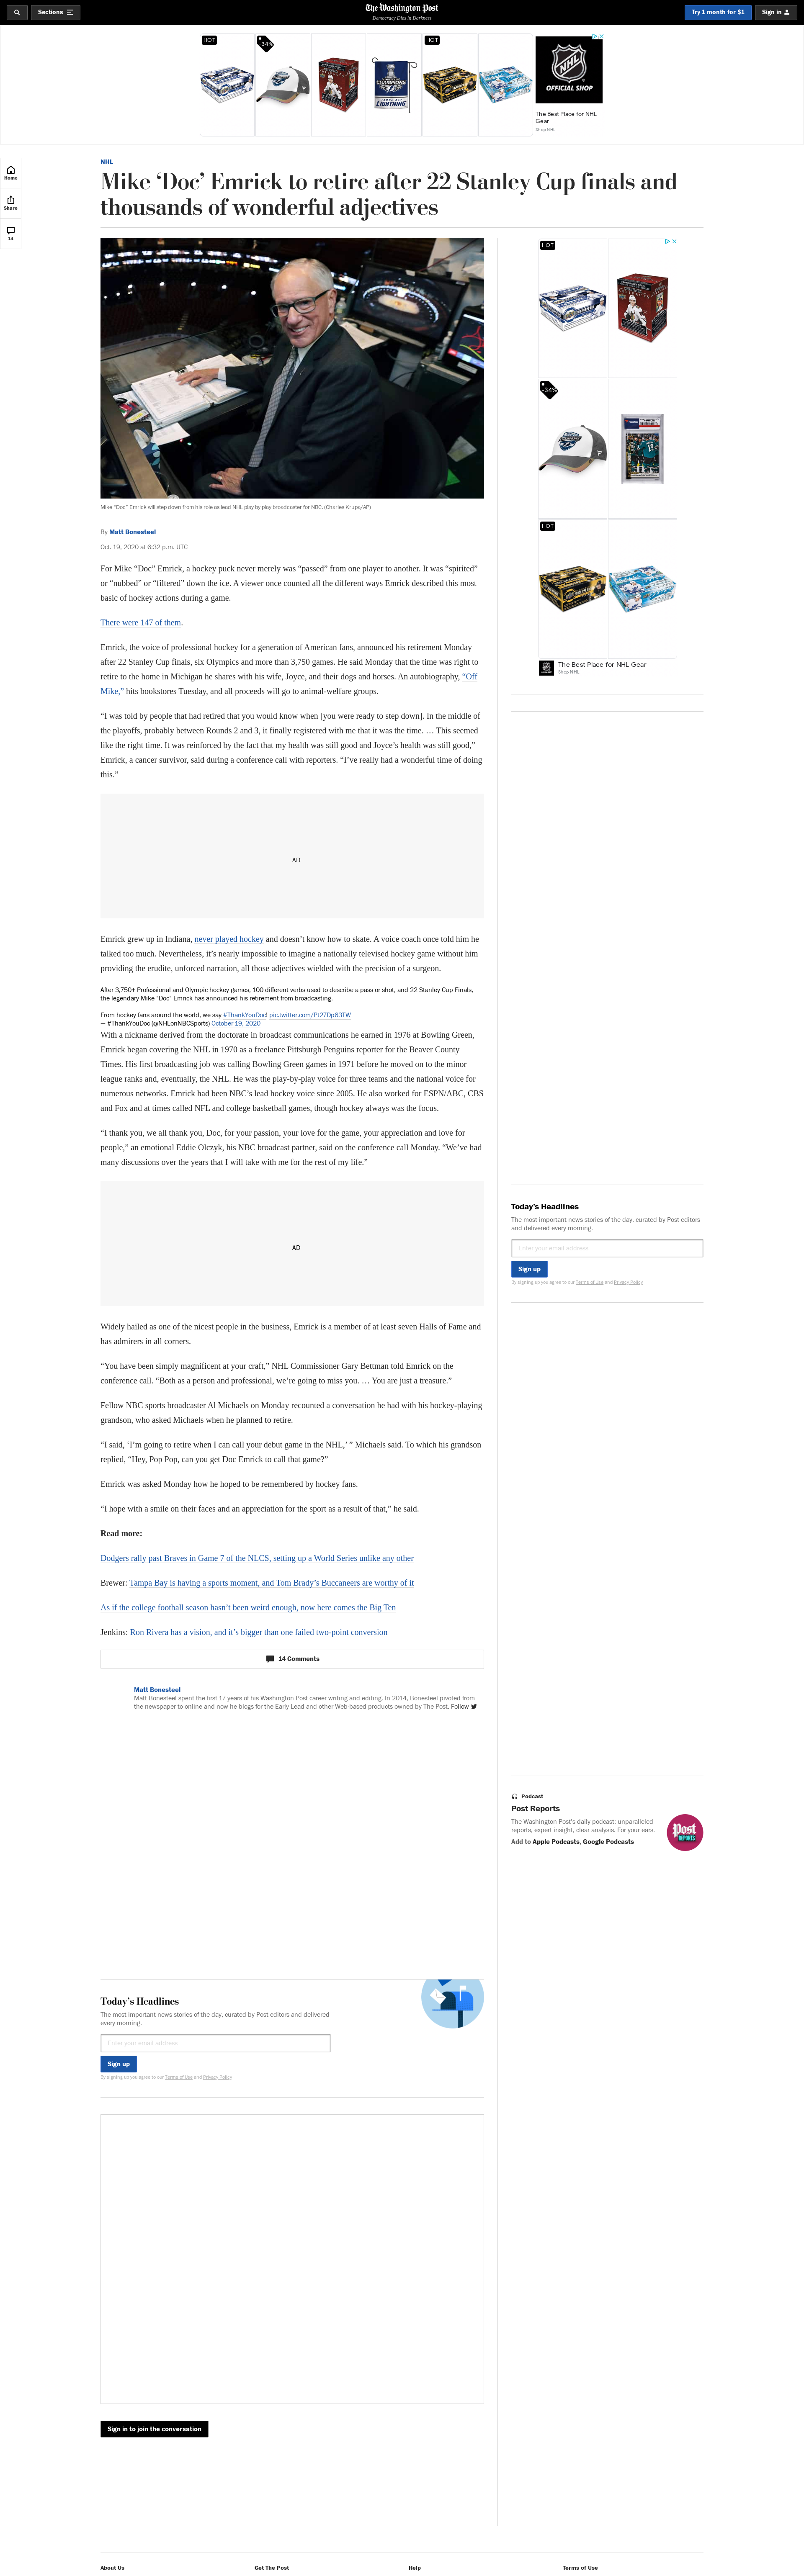 Sections
The Washington Post
Democracy Dies in Darkness
Try 1 month for $1
Sign in
HOT
-34%
HOT
CHAMPIONS
LIGHTNING
NHL
OFFICIAL SHOP
The Best Place for NHL
Gear
Shop NHL
Home
Share
14
NHL
Mike ‘Doc’ Emrick to retire after 22 Stanley Cup finals and
thousands of wonderful adjectives
Mike “Doc” Emrick will step down from his role as lead NHL play-by-play broadcaster for NBC. (Charles Krupa/AP)
By Matt Bonesteel
Oct. 19, 2020 at 6:32 p.m. UTC
For Mike “Doc” Emrick, a hockey puck never merely was “passed” from one player to another. It was “spirited”
or “nubbed” or “filtered” down the ice. A viewer once counted all the different ways Emrick described this most
basic of hockey actions during a game.
There were 147 of them.
Emrick, the voice of professional hockey for a generation of American fans, announced his retirement Monday
after 22 Stanley Cup finals, six Olympics and more than 3,750 games. He said Monday that the time was right to
retire to the home in Michigan he shares with his wife, Joyce, and their dogs and horses. An autobiography, “Off
Mike,” hits bookstores Tuesday, and all proceeds will go to animal-welfare groups.
“I was told by people that had retired that you would know when [you were ready to step down]. In the middle of
the playoffs, probably between Rounds 2 and 3, it finally registered with me that it was the time. … This seemed
like the right time. It was reinforced by the fact that my health was still good and Joyce’s health was still good,”
Emrick, a cancer survivor, said during a conference call with reporters. “I’ve really had a wonderful time of doing
this.”
AD
Emrick grew up in Indiana, never played hockey and doesn’t know how to skate. A voice coach once told him he
talked too much. Nevertheless, it’s nearly impossible to imagine a nationally televised hockey game without him
providing the erudite, unforced narration, all those adjectives wielded with the precision of a surgeon.
After 3,750+ Professional and Olympic hockey games, 100 different verbs used to describe a pass or shot, and 22 Stanley Cup Finals,
the legendary Mike "Doc" Emrick has announced his retirement from broadcasting.
From hockey fans around the world, we say #ThankYouDoc! pic.twitter.com/Pt27Dp63TW
— #ThankYouDoc (@NHLonNBCSports) October 19, 2020
With a nickname derived from the doctorate in broadcast communications he earned in 1976 at Bowling Green,
Emrick began covering the NHL in 1970 as a freelance Pittsburgh Penguins reporter for the Beaver County
Times. His first broadcasting job was calling Bowling Green games in 1971 before he moved on to the minor
league ranks and, eventually, the NHL. He was the play-by-play voice for three teams and the national voice for
numerous networks. Emrick had been NBC’s lead hockey voice since 2005. He also worked for ESPN/ABC, CBS
and Fox and at times called NFL and college basketball games, though hockey always was the focus.
“I thank you, we all thank you, Doc, for your passion, your love for the game, your appreciation and love for
people,” an emotional Eddie Olczyk, his NBC broadcast partner, said on the conference call Monday. “We’ve had
many discussions over the years that I will take with me for the rest of my life.”
AD
Widely hailed as one of the nicest people in the business, Emrick is a member of at least seven Halls of Fame and
has admirers in all corners.
“You have been simply magnificent at your craft,” NHL Commissioner Gary Bettman told Emrick on the
conference call. “Both as a person and professional, we’re going to miss you. … You are just a treasure.”
Fellow NBC sports broadcaster Al Michaels on Monday recounted a conversation he had with his hockey-playing
grandson, who asked Michaels when he planned to retire.
“I said, ‘I’m going to retire when I can call your debut game in the NHL,’ ” Michaels said. To which his grandson
replied, “Hey, Pop Pop, can you get Doc Emrick to call that game?”
Emrick was asked Monday how he hoped to be remembered by hockey fans.
“I hope with a smile on their faces and an appreciation for the sport as a result of that,” he said.
Read more:
Dodgers rally past Braves in Game 7 of the NLCS, setting up a World Series unlike any other
Brewer: Tampa Bay is having a sports moment, and Tom Brady’s Buccaneers are worthy of it
As if the college football season hasn’t been weird enough, now here comes the Big Ten
Jenkins: Ron Rivera has a vision, and it’s bigger than one failed two-point conversion
14 Comments
Matt Bonesteel
Matt Bonesteel spent the first 17 years of his Washington Post career writing and editing. In 2014, Bonesteel pivoted from
the newspaper to online and now he blogs for the Early Lead and other Web-based products owned by The Post. Follow
Today’s Headlines
The most important news stories of the day, curated by Post editors and delivered
every morning.
Enter your email address
Sign up
By signing up you agree to our Terms of Use and Privacy Policy
Sign in to join the conversation
HOT
-34%
HOT
The Best Place for NHL Gear
Shop NHL
Today’s Headlines
The most important news stories of the day, curated by Post editors
and delivered every morning.
Enter your email address
Sign up
By signing up you agree to our Terms of Use and Privacy Policy
Podcast
Post Reports
The Washington Post’s daily podcast: unparalleled
reports, expert insight, clear analysis. For your ears.
Add to Apple Podcasts, Google Podcasts
Post
REPORTS
About Us
Get The Post
Help
Terms of Use